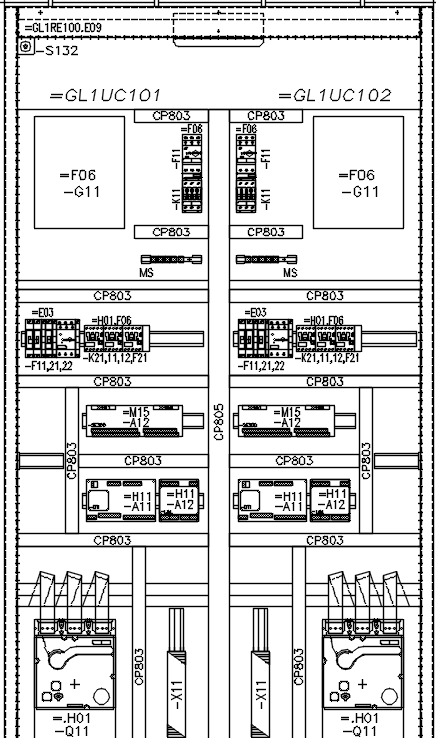 =GL1RE100.E09
-S132
=GL1UC101
=GL1UC102
CP803
CP803
=F06
=F06
=F06
-G11
-F11
-K11
-F11
-K11
=F06
-G11
CP803
CP803
MS
MS
CP803
CP803
=E03
=H01.F06
=E03
=H01.F06
-F11,21,22
-K21,11,12,F21
-F11,21,22
-K21,11,12,F21
CP803
CP803
CP805
=M15
-A12
=M15
-A12
CP803
CP803
CP803
CP803
=H11
-A11
=H11
-A12
=H11
-A11
=H11
-A12
CP803
CP803
CP803
CP803
-X11
-X11
=.H01
-Q11
=.H01
-Q11